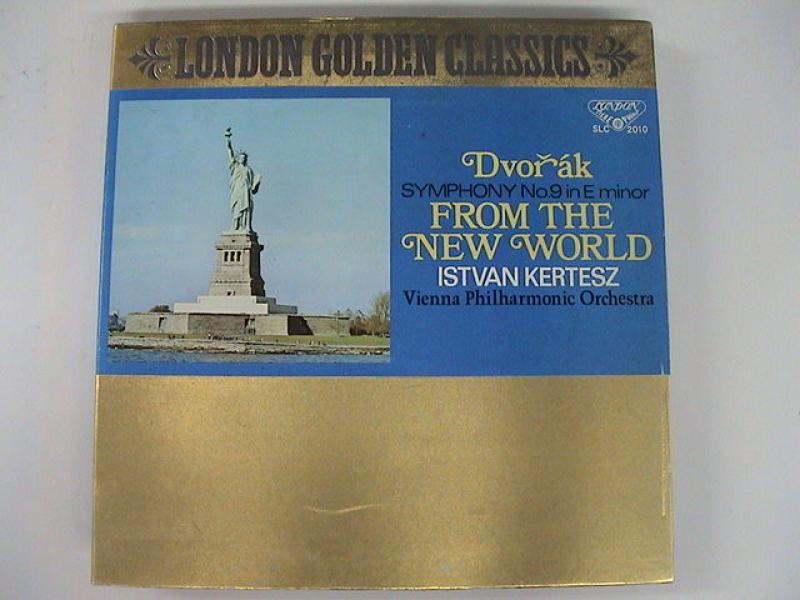 LONDON GOLDEN CLASSICS
LONDON
SLC 2010
Dvořák
SYMPHONY No.9 in E minor
FROM THE
NEW WORLD
ISTVAN KERTESZ
Vienna Philharmonic Orchestra